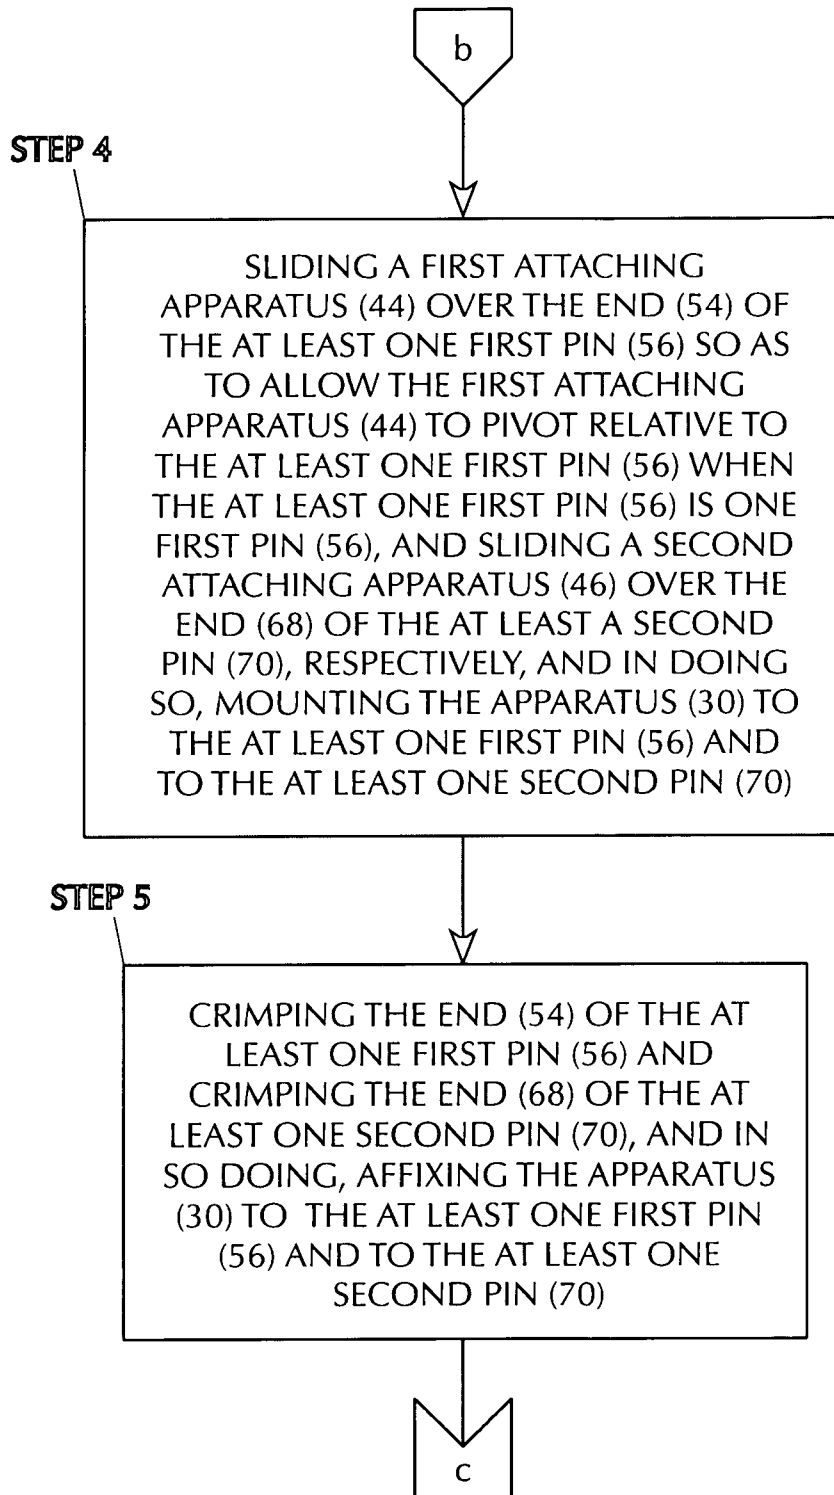 b
STEP 4
SLIDING A FIRST ATTACHING
APPARATUS (44) OVER THE END (54) OF
THE AT LEAST ONE FIRST PIN (56) SO AS
TO ALLOW THE FIRST ATTACHING
APPARATUS (44) TO PIVOT RELATIVE TO
THE AT LEAST ONE FIRST PIN (56) WHEN
THE AT LEAST ONE FIRST PIN (56) IS ONE
FIRST PIN (56), AND SLIDING A SECOND
ATTACHING APPARATUS (46) OVER THE
END (68) OF THE AT LEAST A SECOND
PIN (70), RESPECTIVELY, AND IN DOING
SO, MOUNTING THE APPARATUS (30) TO
THE AT LEAST ONE FIRST PIN (56) AND
TO THE AT LEAST ONE SECOND PIN (70)
STEP 5
CRIMPING THE END (54) OF THE AT
LEAST ONE FIRST PIN (56) AND
CRIMPING THE END (68) OF THE AT
LEAST ONE SECOND PIN (70), AND IN
SO DOING, AFFIXING THE APPARATUS
(30) TO THE AT LEAST ONE FIRST PIN
(56) AND TO THE AT LEAST ONE
SECOND PIN (70)
c